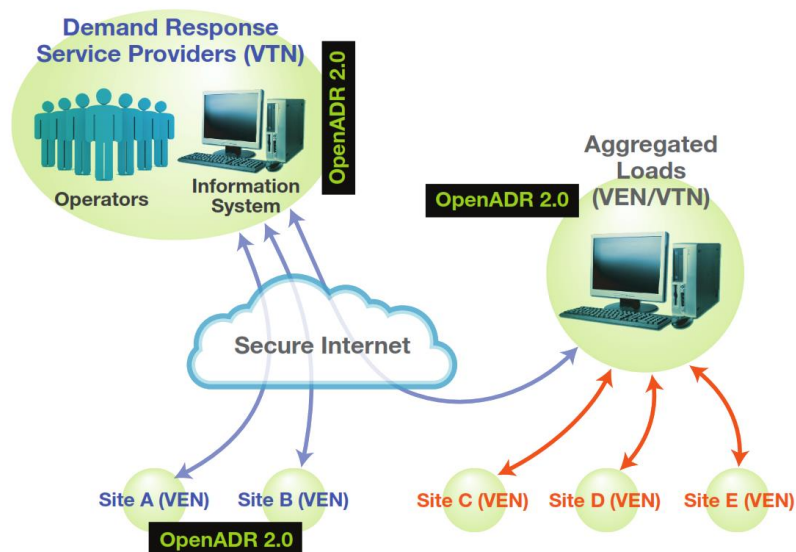 Demand Response
Service Providers (VTN)
OpenADR 2.0
Operators
Information
System
Aggregated
Loads
(VEN/VTN)
OpenADR 2.0
Secure Internet
Site A (VEN)
Site B (VEN)
Site C (VEN)
Site D (VEN)
Site E (VEN)
OpenADR 2.0